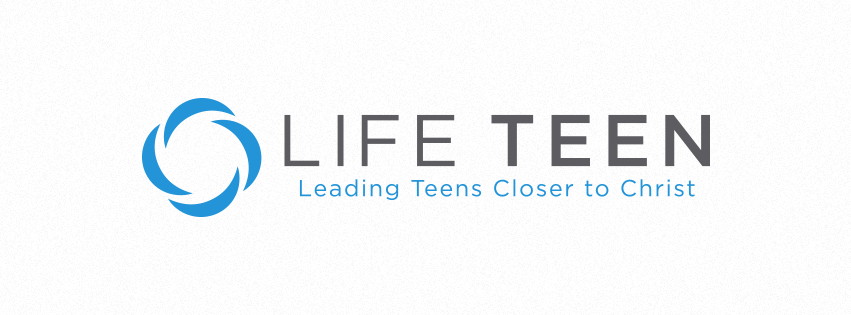 LIFE TEEN
Leading Teens Closer to Christ